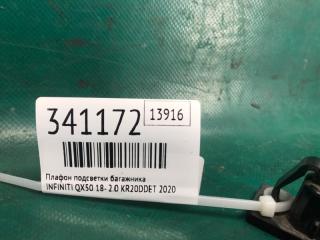 341172 13916
Плафон подсветки багажника
INFINITI QX50 18- 2.0 KR20DDET 2020